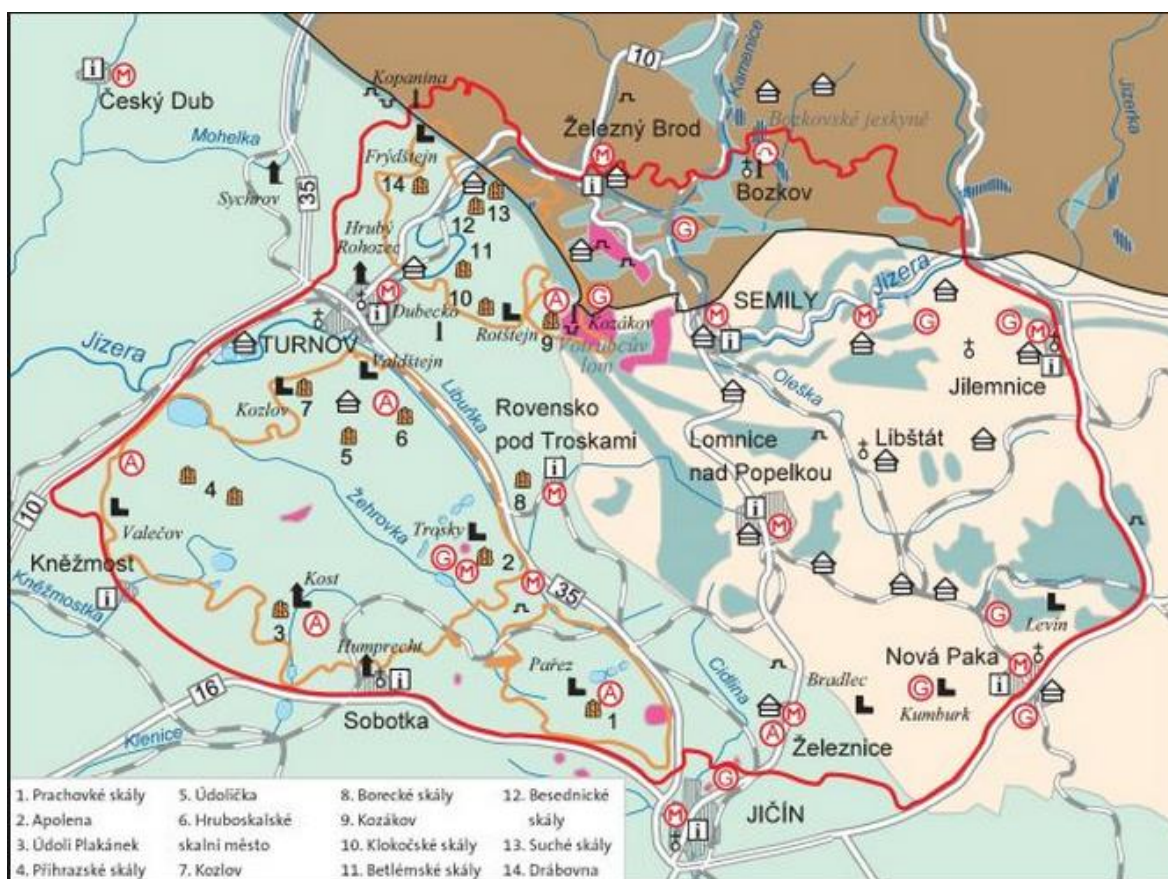 10
Kopanina
Kamenice
Jizerka
Český Dub
Železný Brod
Bozkovské jeskyně
Mohelka
Frýdštejn
Bozkov
14
13
Sychrov
35
12
Hrubý
Rohozec
11
Jizera
SEMILY
10
Dubecko
Rotštejn
Kozákov
9
Votrubcův
lom
Jizera
TURNOV
Valdštejn
Jilemnice
Oleška
Kozlov
7
Libuňka
Rovensko
pod Troskami
Lomnice
nad Popelkou
Libštát
6
5
4
8
10
Valečov
Žehrovka
Trosky
2
Kněžmost
Kněžmostka
Kost
35
3
Levín
Humprecht
Pařez
Cidlina
Nová Paka
16
Bradlec
Kumburk
1
Sobotka
Železnice
Klenice
JIČÍN
1. Prachovké skály
2. Apolena
3. Údolí Plakánek
4. Příhrazské skály
5. Údolička
6. Hruboskalské
skalní město
7. Kozlov
8. Borecké skály
9. Kozákov
10. Klokočské skály
11. Betlémské skály
12. Besednické
skály
13. Suché skály
14. Drábovna